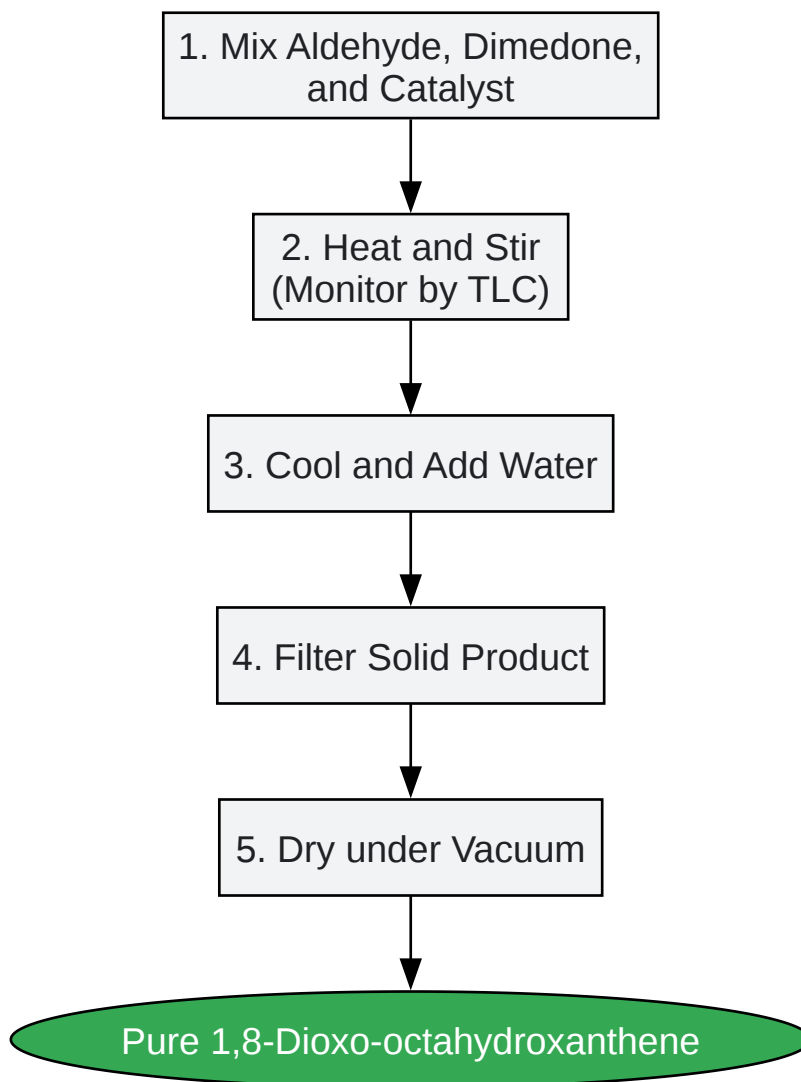 1. Mix Aldehyde, Dimedone,
and Catalyst
2. Heat and Stir
(Monitor by TLC)
3. Cool and Add Water
4. Filter Solid Product
5. Dry under Vacuum
Pure 1,8-Dioxo-octahydroxanthene